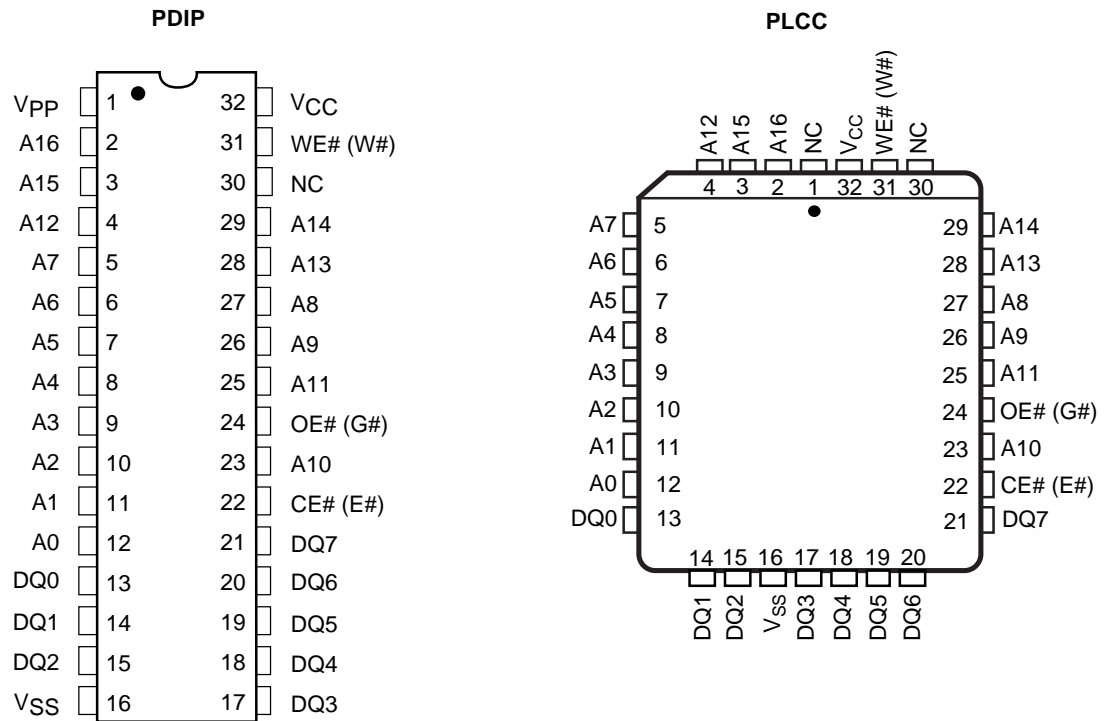 PDIP
VPP 1 32 VCC
A16 2 31 WE# (W#)
A15 3 30 NC
A12 4 29 A14
A7 5 28 A13
A6 6 27 A8
A5 7 26 A9
A4 8 25 A11
A3 9 24 OE# (G#)
A2 10 23 A10
A1 11 22 CE# (E#)
A0 12 21 DQ7
DQ0 13 20 DQ6
DQ1 14 19 DQ5
DQ2 15 18 DQ4
VSS 16 17 DQ3
PLCC
A12 A15 A16 NC VCC WE# (W#) NC
4 3 2 1 32 31 30
A7 5 29 A14
A6 6 28 A13
A5 7 27 A8
A4 8 26 A9
A3 9 25 A11
A2 10 24 OE# (G#)
A1 11 23 A10
A0 12 22 CE# (E#)
DQ0 13 21 DQ7
14 15 16 17 18 19 20
DQ1 DQ2 VSS DQ3 DQ4 DQ5 DQ6